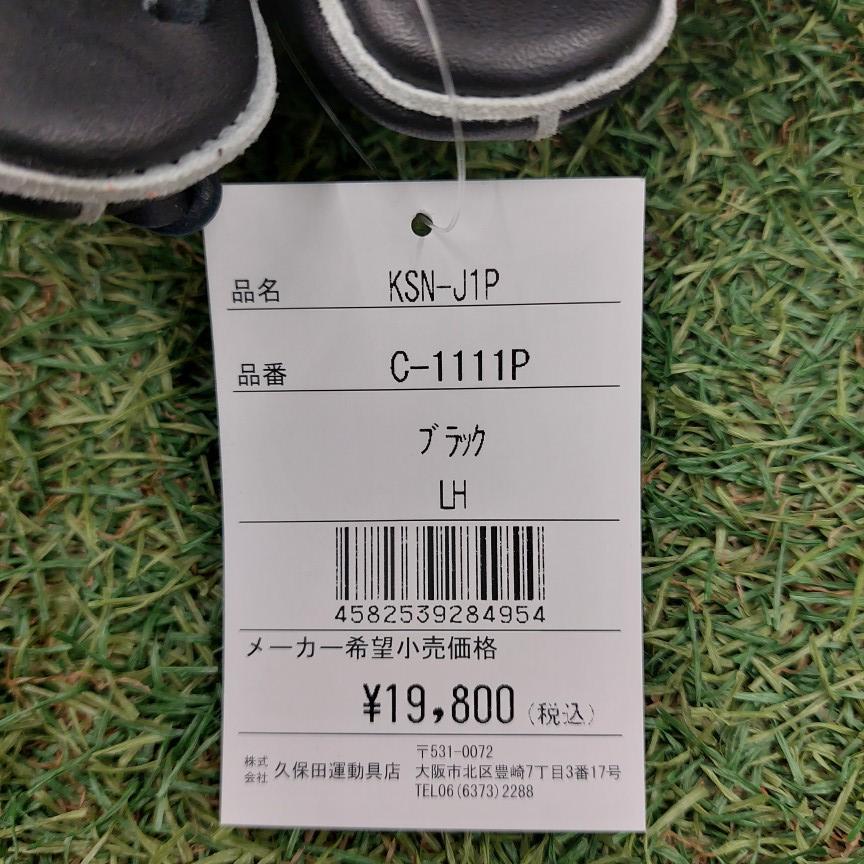 品名 KSN-J1P
品番 C-1111P
ブラック
LH
4582539284954
メーカー希望小売価格
¥19,800(税込)
株式会社 久保田運動具店
〒531-0072
大阪市北区豊崎7丁目3番17号
TEL06(6373)2288